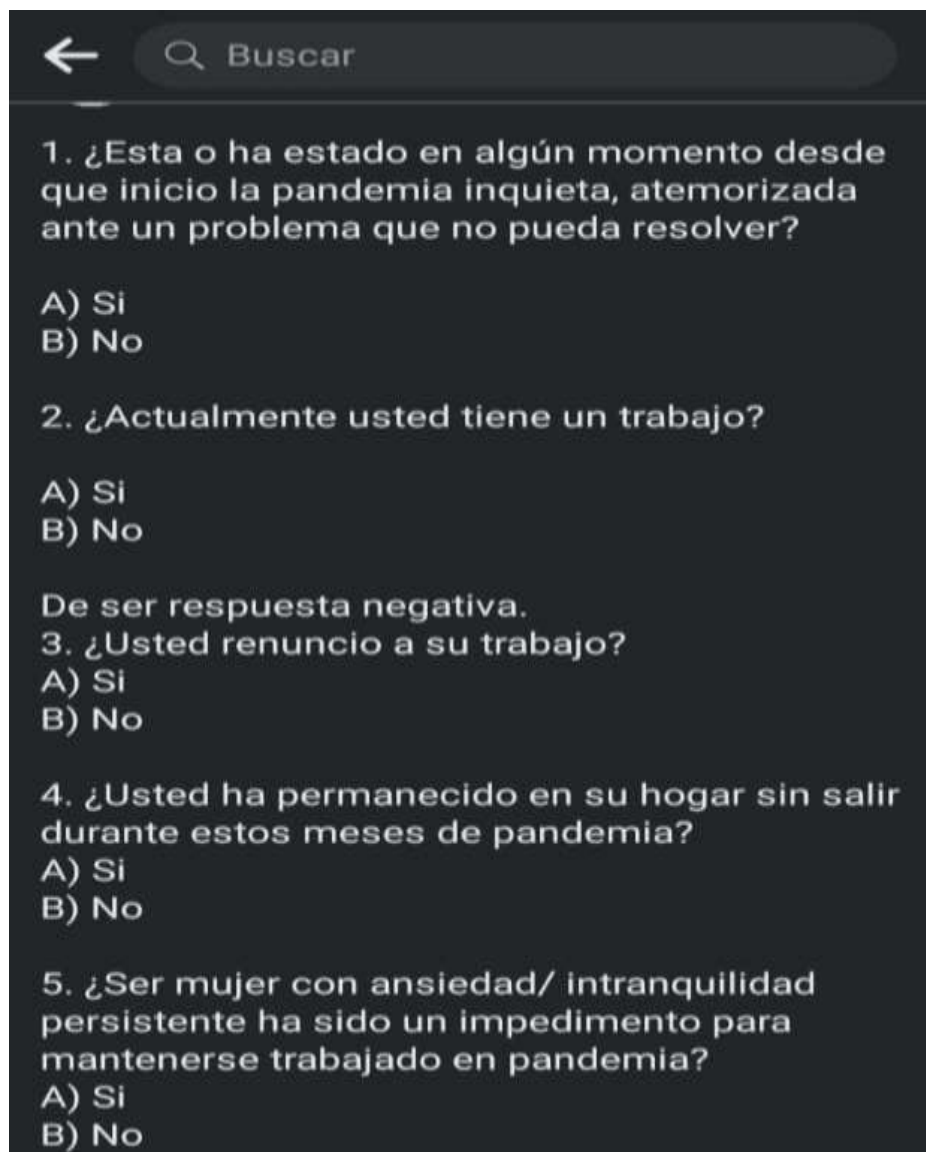 Buscar
1. ¿Esta o ha estado en algún momento desde
que inicio la pandemia inquieta, atemorizada
ante un problema que no pueda resolver?
A) Si
B) No
2. ¿Actualmente usted tiene un trabajo?
A) Si
B) No
De ser respuesta negativa.
3. ¿Usted renuncio a su trabajo?
A) Si
B) No
4. ¿Usted ha permanecido en su hogar sin salir
durante estos meses de pandemia?
A) Si
B) No
5. ¿Ser mujer con ansiedad/ intranquilidad
persistente ha sido un impedimento para
mantenerse trabajado en pandemia?
A) Si
B) No